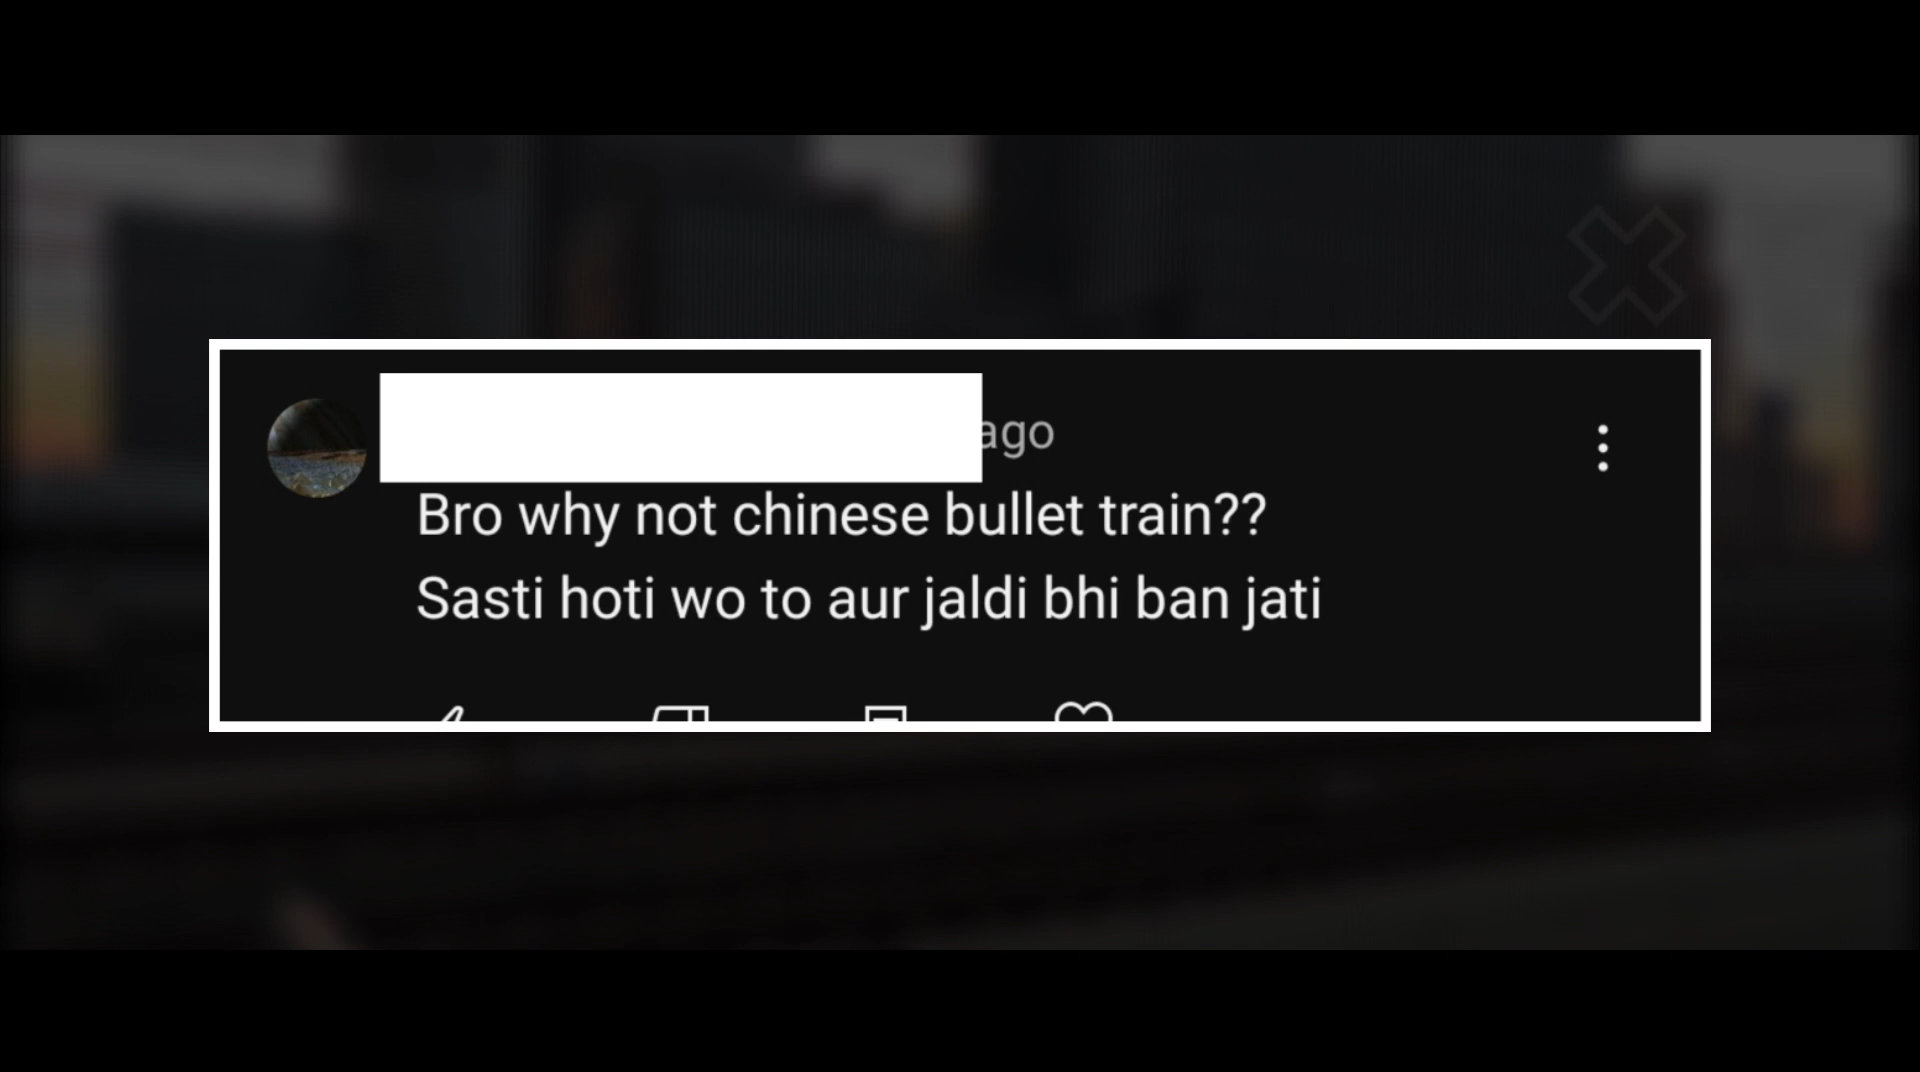 ago
Bro why not chinese bullet train??
Sasti hoti wo to aur jaldi bhi ban jati